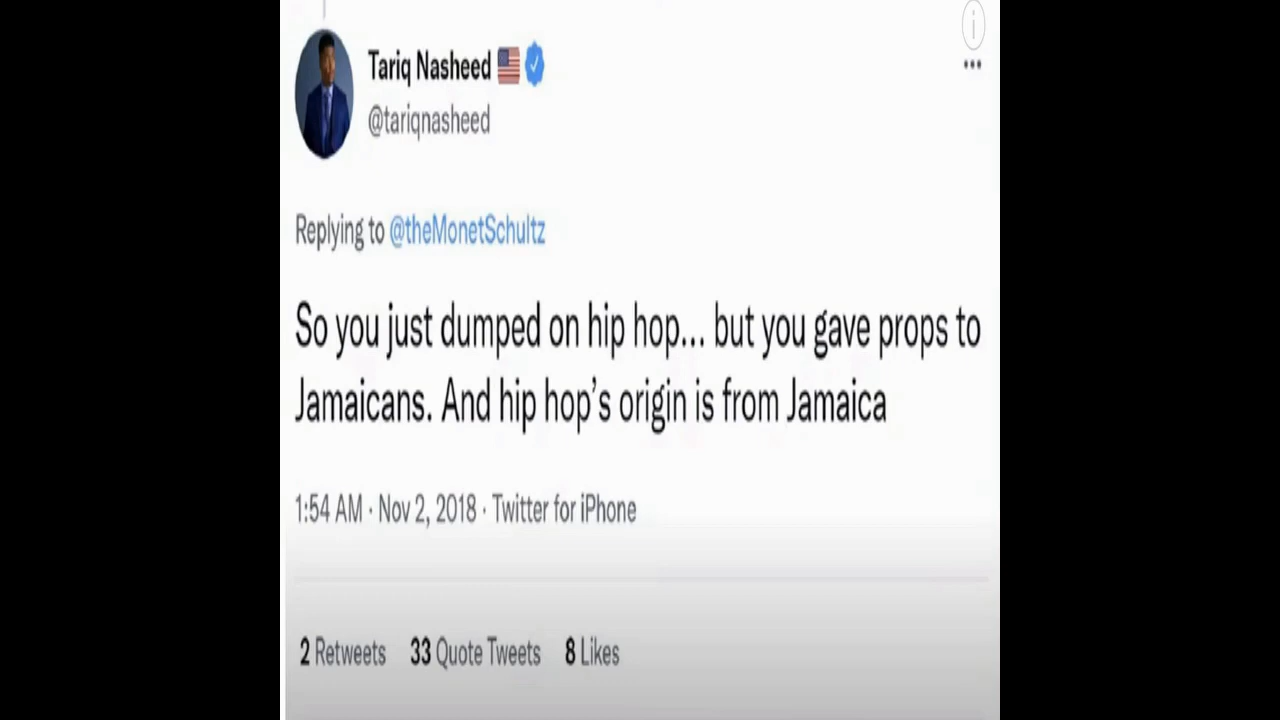 Tariq Nasheed 🇺🇸
@tariqnasheed
Replying to @theMonetSchultz
So you just dumped on hip hop... but you gave props to
Jamaicans. And hip hop’s origin is from Jamaica
1:54 AM · Nov 2, 2018 · Twitter for iPhone
2 Retweets 33 Quote Tweets 8 Likes